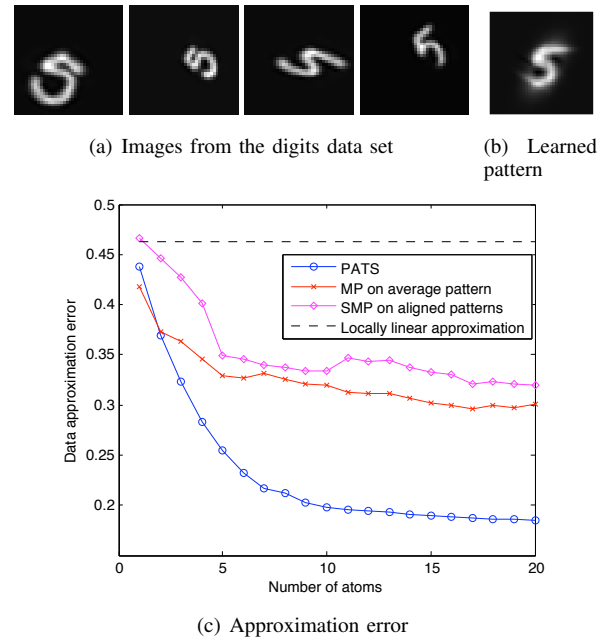 (a) Images from the digits data set
(b) Learned
pattern
0.5
0.45
0.4
0.35
0.3
0.25
0.2
Data approximation error
PATS
MP on average pattern
SMP on aligned patterns
Locally linear approximation
0 5 10 15 20
Number of atoms
(c) Approximation error